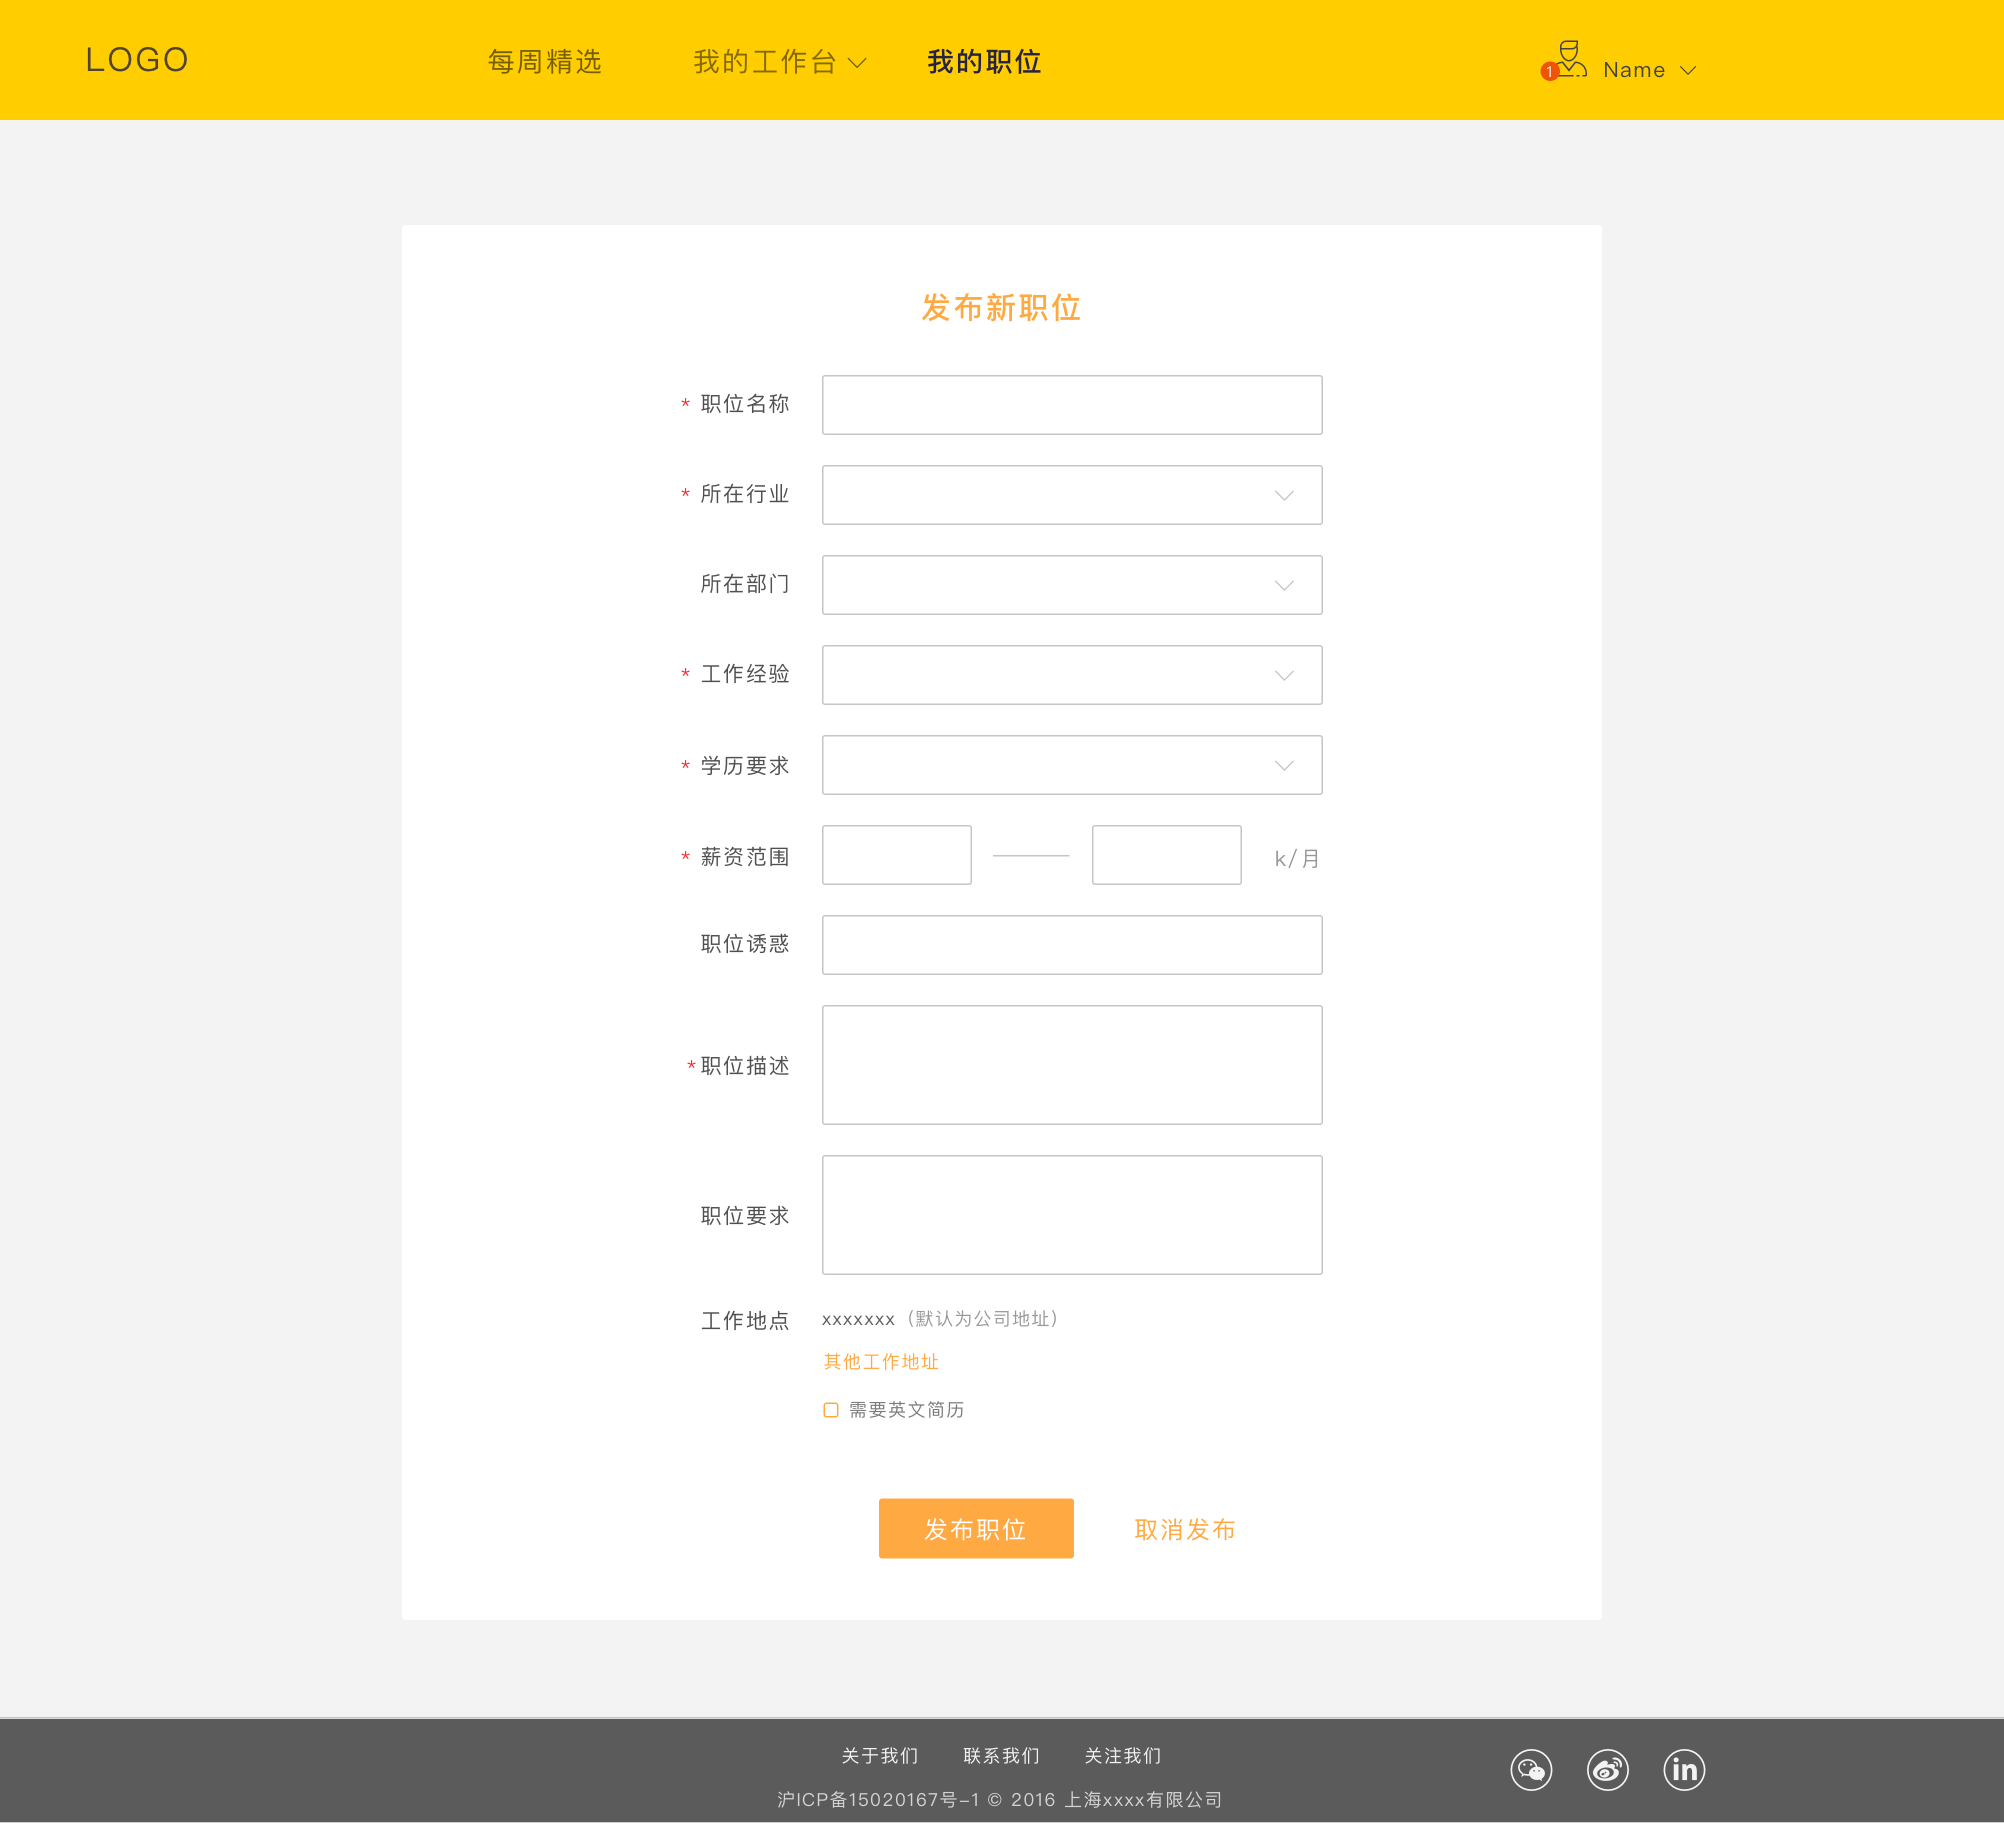 LOGO 每周精选 我的工作台 我的职位 1 Name
发布新职位
* 职位名称
* 所在行业
所在部门
* 工作经验
* 学历要求
* 薪资范围 k/月
职位诱惑
*职位描述
职位要求
工作地点 xxxxxxx（默认为公司地址）
其他工作地址
需要英文简历
发布职位 取消发布
关于我们 联系我们 关注我们
沪ICP备15020167号-1 © 2016 上海xxxx有限公司
in